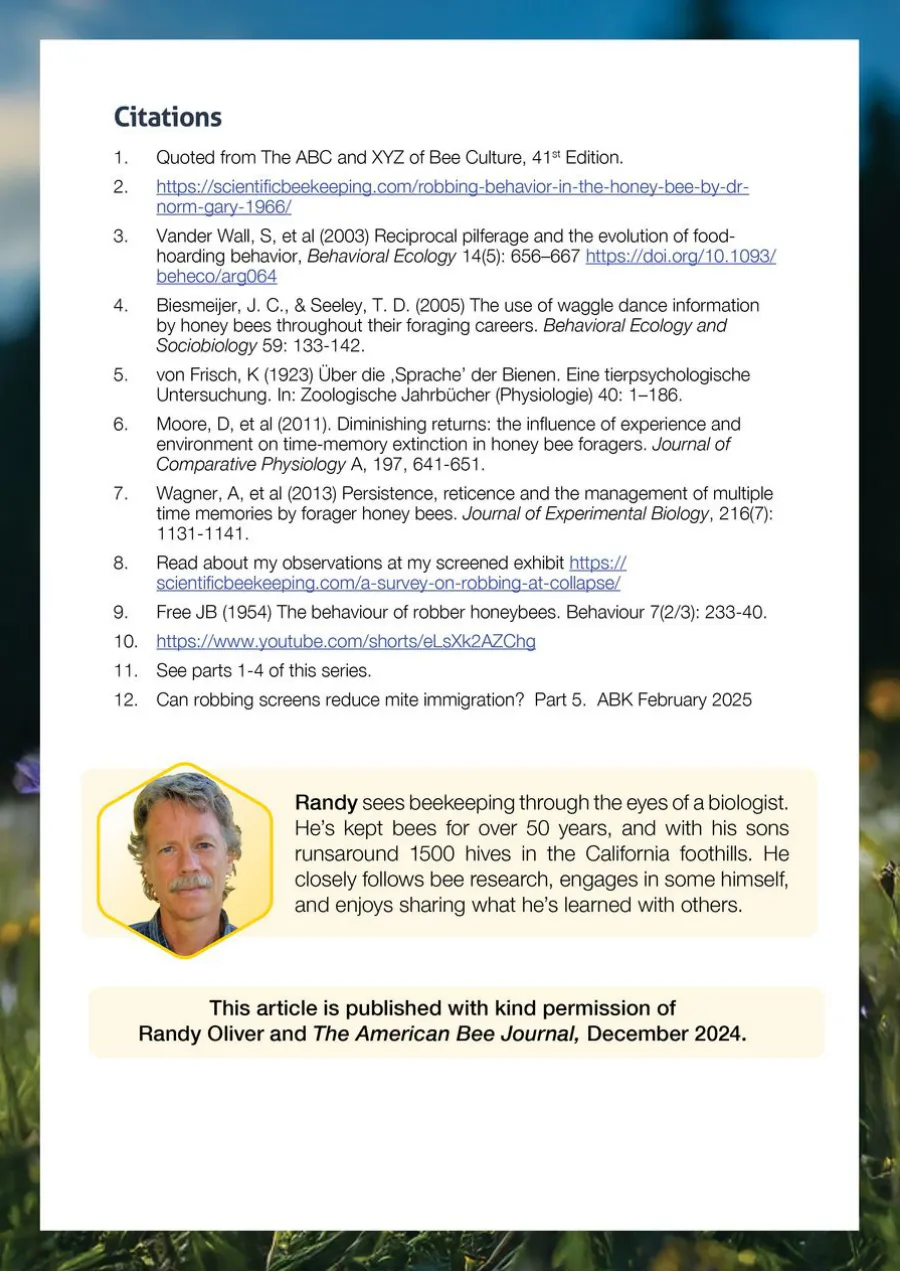 Citations
1. Quoted from The ABC and XYZ of Bee Culture, 41st Edition.
2. https://scientificbeekeeping.com/robbing-behavior-in-the-honey-bee-by-dr-
norm-gary-1966/
3. Vander Wall, S, et al (2003) Reciprocal pilferage and the evolution of food-
hoarding behavior, Behavioral Ecology 14(5): 656–667 https://doi.org/10.1093/
beheco/arg064
4. Biesmeijer, J. C., & Seeley, T. D. (2005) The use of waggle dance information
by honey bees throughout their foraging careers. Behavioral Ecology and
Sociobiology 59: 133-142.
5. von Frisch, K (1923) Über die ‚Sprache’ der Bienen. Eine tierpsychologische
Untersuchung. In: Zoologische Jahrbücher (Physiologie) 40: 1–186.
6. Moore, D, et al (2011). Diminishing returns: the influence of experience and
environment on time-memory extinction in honey bee foragers. Journal of
Comparative Physiology A, 197, 641-651.
7. Wagner, A, et al (2013) Persistence, reticence and the management of multiple
time memories by forager honey bees. Journal of Experimental Biology, 216(7):
1131-1141.
8. Read about my observations at my screened exhibit https://
scientificbeekeeping.com/a-survey-on-robbing-at-collapse/
9. Free JB (1954) The behaviour of robber honeybees. Behaviour 7(2/3): 233-40.
10. https://www.youtube.com/shorts/eLsXk2AZChg
11. See parts 1-4 of this series.
12. Can robbing screens reduce mite immigration?  Part 5.  ABK February 2025
Randy sees beekeeping through the eyes of a biologist.
He’s kept bees for over 50 years, and with his sons
runsaround 1500 hives in the California foothills. He
closely follows bee research, engages in some himself,
and enjoys sharing what he’s learned with others.
This article is published with kind permission of
Randy Oliver and The American Bee Journal, December 2024.